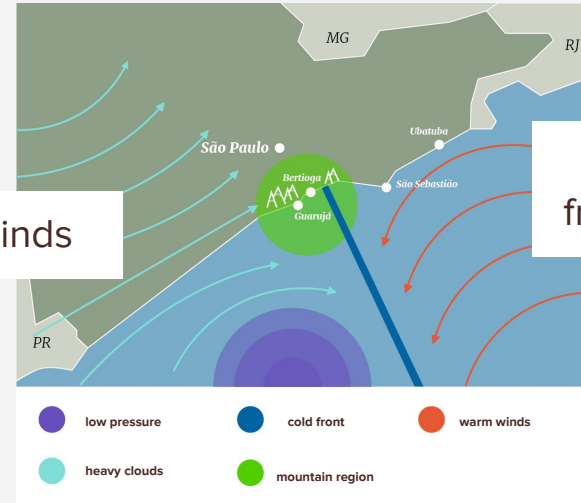 MG
RJ
Ubatuba
São Paulo
Bertioga
São Sebastião
Guarujá
inds
fr
PR
low pressure
cold front
warm winds
heavy clouds
mountain region